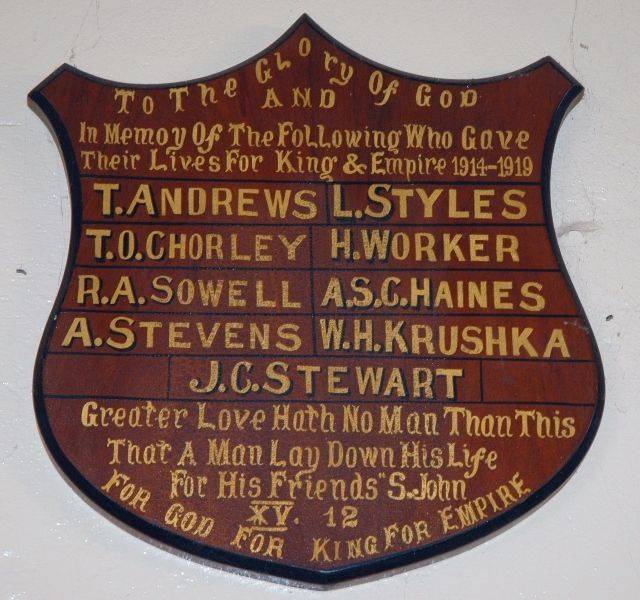 To The Glory Of God
AND
In Memoy Of The Following Who Gave
Their Lives For King & Empire 1914-1919
T. ANDREWS L. STYLES
T.O. CHORLEY H. WORKER
R.A. SOWELL A.S.C. HAINES
A. STEVENS W.H. KRUSHKA
J.C. STEWART
Greater Love Hath No Man Than This
That A Man Lay Down His Life
For His Friends" S. John
XV. 12
FOR GOD FOR KING FOR EMPIRE